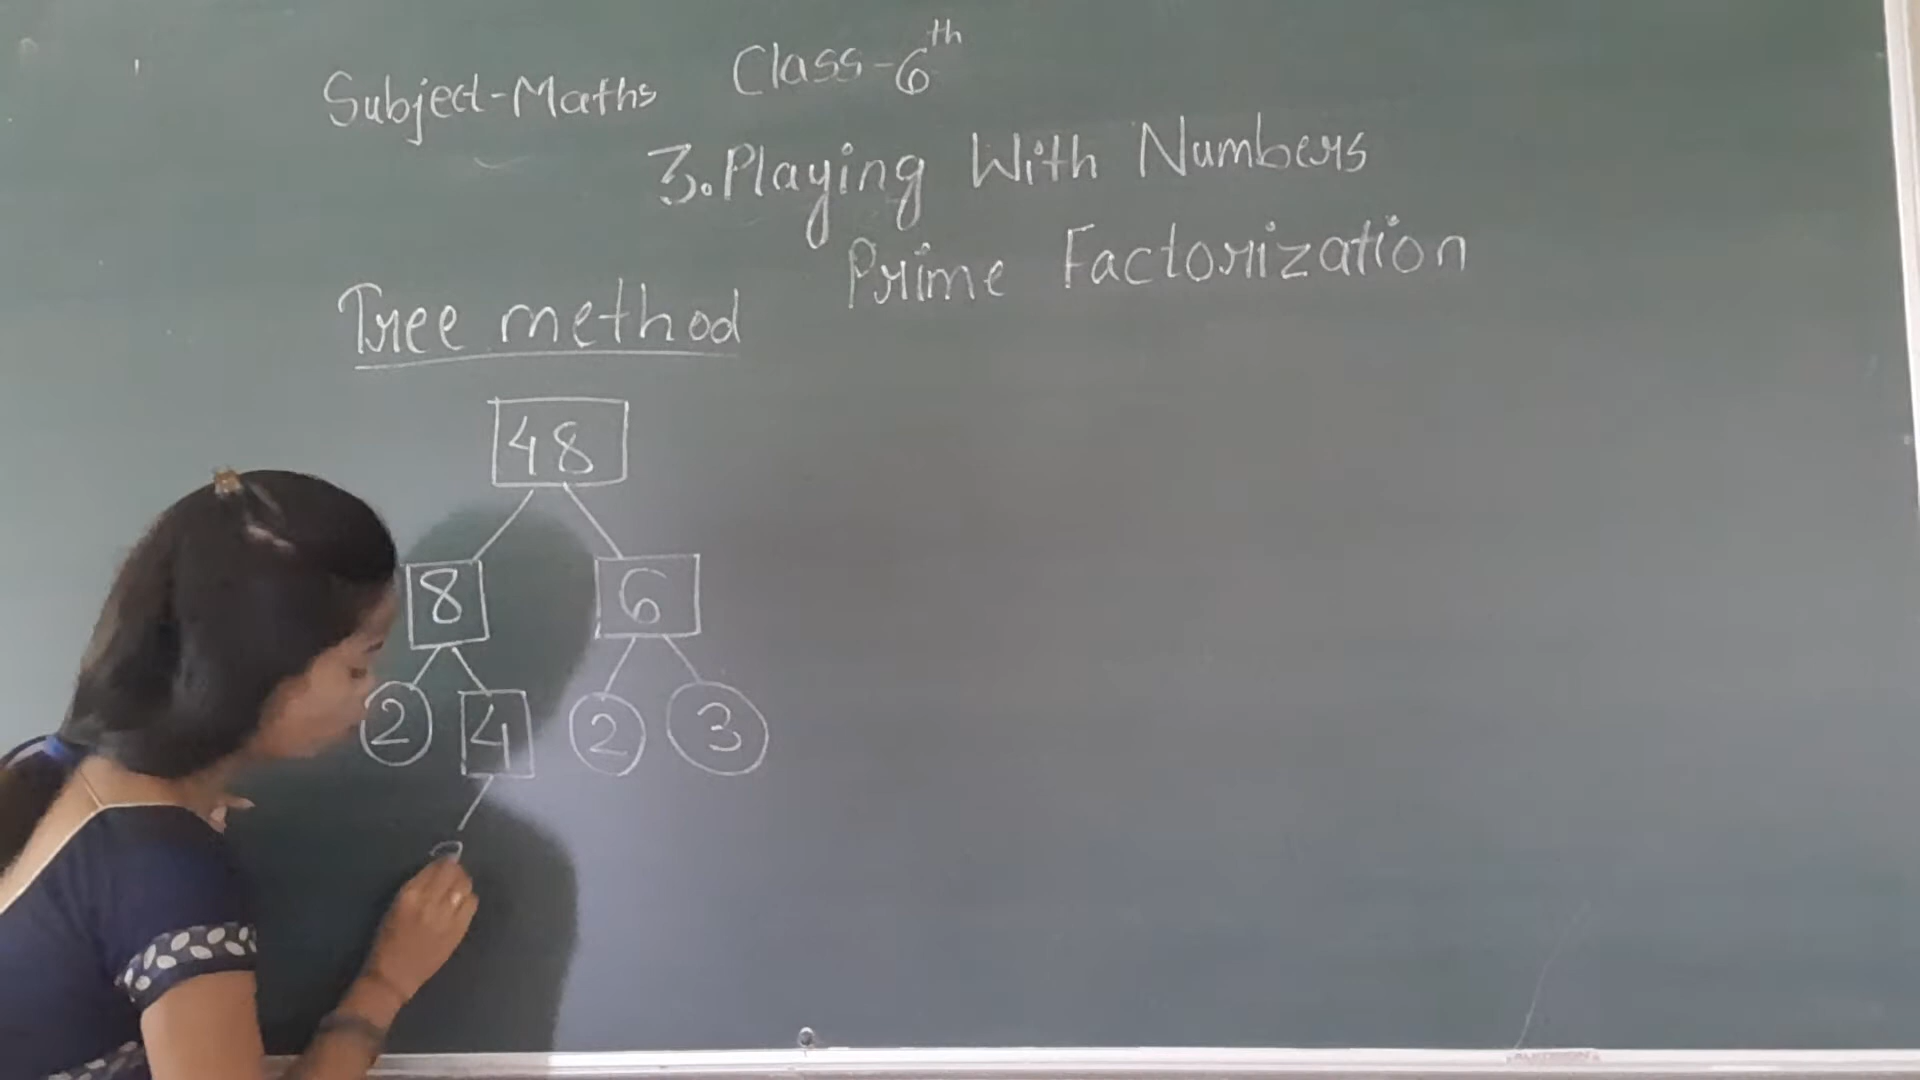 Subject-Maths Class-6th
3. Playing With Numbers
Prime Factorization
Tree method
48
8 6
2 4 2 3